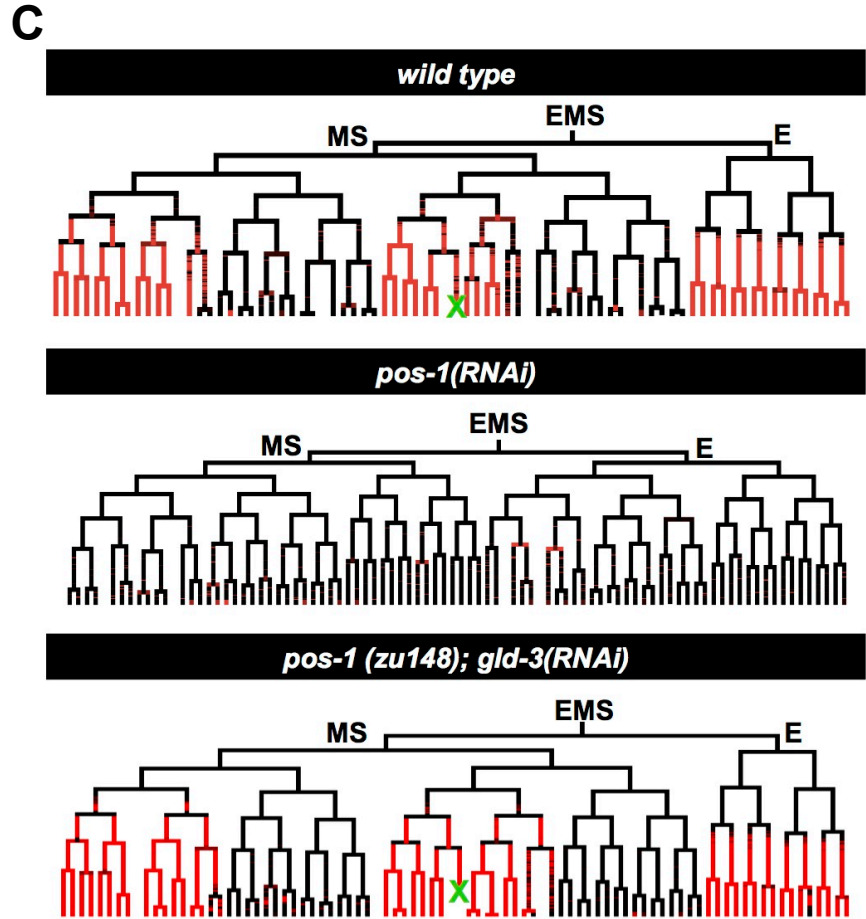 C
wild type
EMS
MS
E
X
pos-1(RNAi)
EMS
MS
E
pos-1 (zu148); gld-3(RNAi)
EMS
MS
E
X